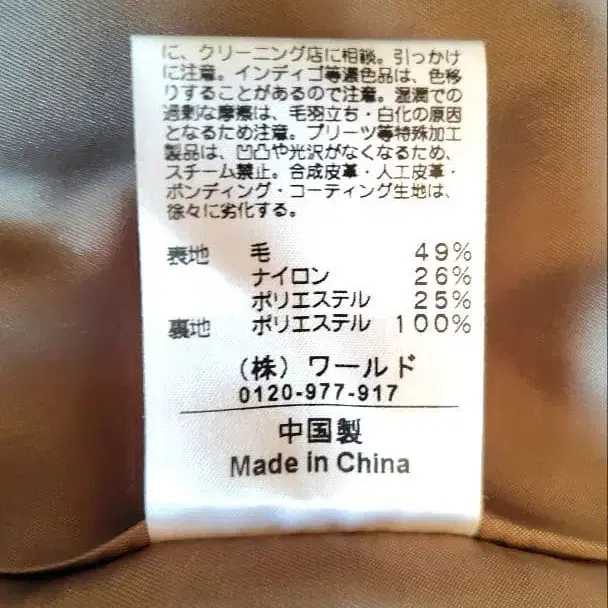 に、クリーニング店に相談。引っかけ
に注意。インディゴ等濃色品は、色移
りすることがあるので注意。湿潤での
過剰な摩擦は、毛羽立ち・白化の原因
となるため注意。プリーツ等特殊加工
製品は、凹凸や光沢がなくなるため、
スチーム禁止。合成皮革・人工皮革・
ボンディング・コーティング生地は、
徐々に劣化する。
表地 毛 49%
ナイロン 26%
ポリエステル 25%
裏地 ポリエステル 100%
(株) ワールド
0120-977-917
中国製
Made in China